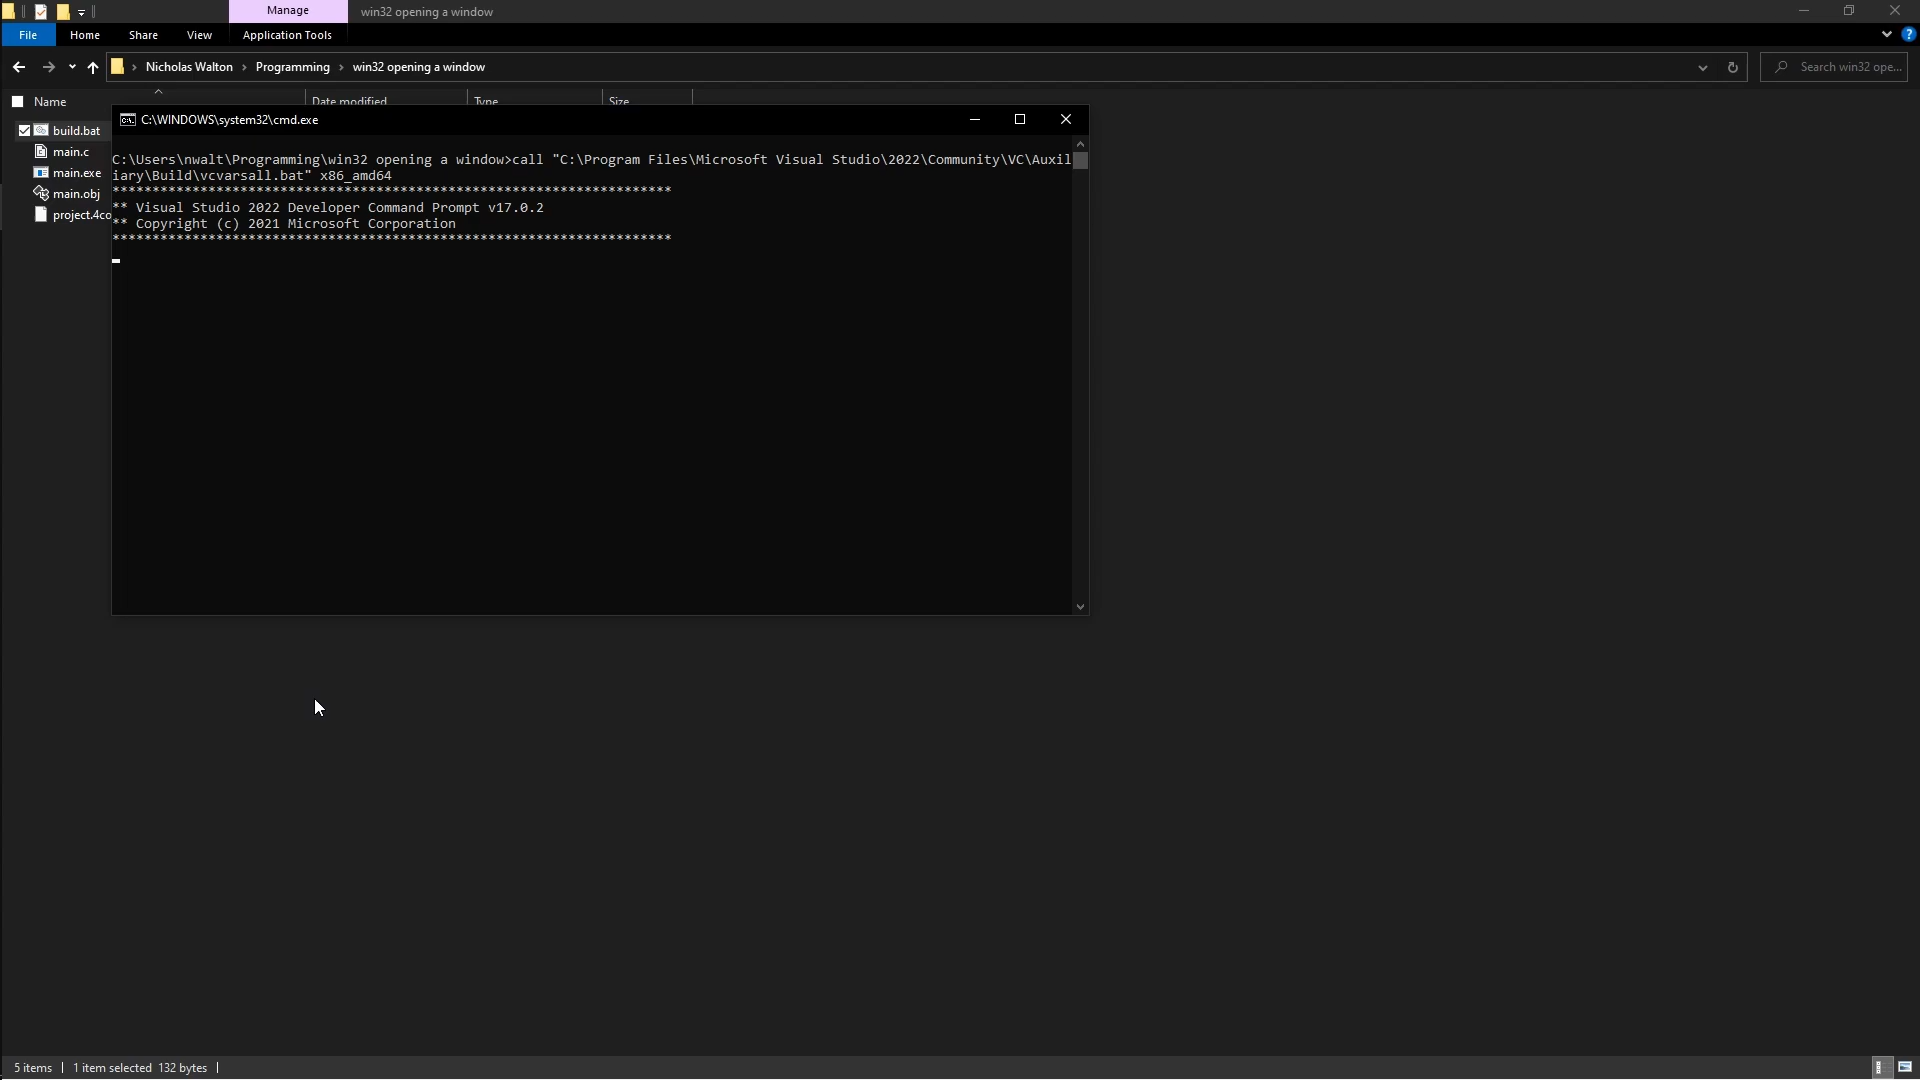 Manage
win32 opening a window
File
Home
Share
View
Application Tools
Nicholas Walton
Programming
win32 opening a window
Search win32 ope...
Name
Date modified
Type
Size
build.bat
main.c
main.exe
main.obj
project.4co
C:\WINDOWS\system32\cmd.exe
C:\Users\nwalt\Programming\win32 opening a window>call "C:\Program Files\Microsoft Visual Studio\2022\Community\VC\Auxil
iary\Build\vcvarsall.bat" x86_amd64
**********************************************************************
** Visual Studio 2022 Developer Command Prompt v17.0.2
** Copyright (c) 2021 Microsoft Corporation
**********************************************************************
5 items
1 item selected 132 bytes